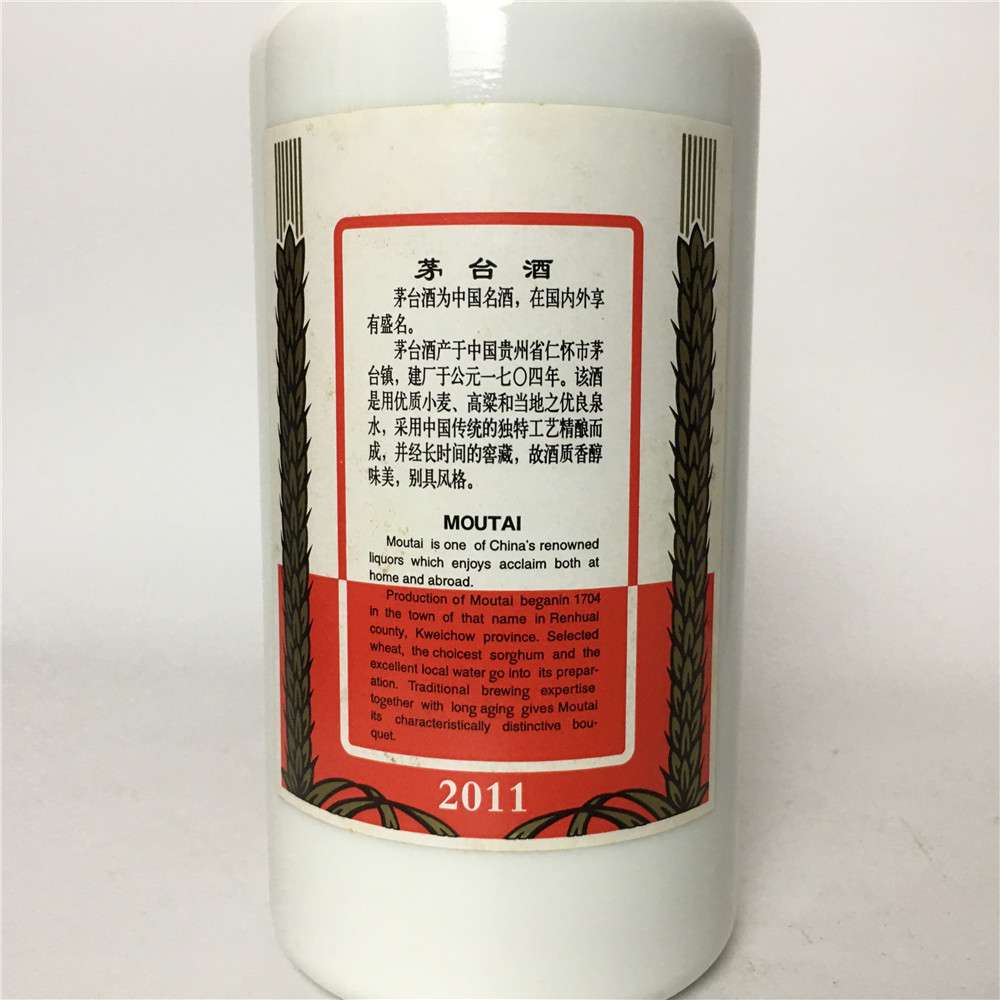 茅台酒
茅台酒为中国名酒，在国内外享
有盛名。
茅台酒产于中国贵州省仁怀市茅
台镇，建厂于公元一七〇四年。该酒
是用优质小麦、高粱和当地之优良泉
水，采用中国传统的独特工艺精酿而
成，并经长时间的窖藏，故酒质香醇
味美，别具风格。
MOUTAI
Moutai is one of China's renowned
liquors which enjoys acclaim both at
home and abroad.
Production of Moutai beganin 1704
in the town of that name in Renhuai
county, Kweichow province. Selected
wheat, the choicest sorghum and the
excellent local water go into its prepar-
ation. Traditional brewing expertise
together with long aging gives Moutai
its characteristically distinctive bou-
quet.
2011